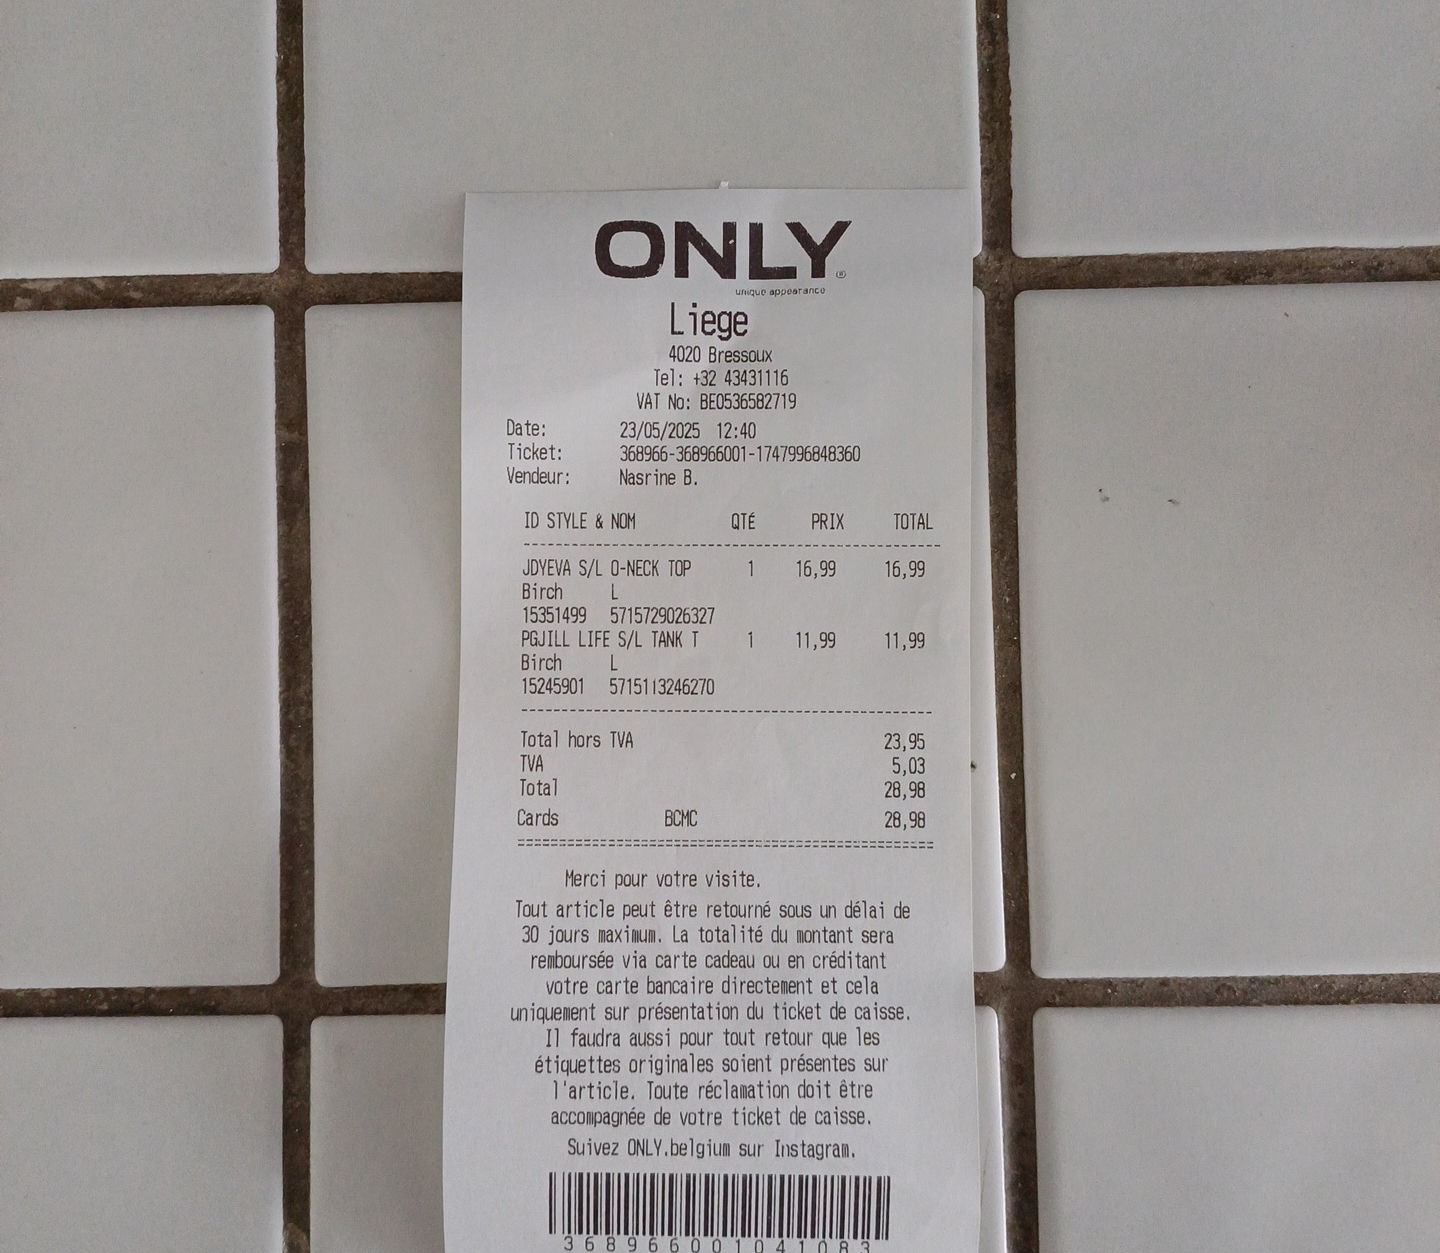 ONLY®
unique appearance
Liege
4020 Bressoux
Tel: +32 43431116
VAT No: BE0536582719
Date: 23/05/2025 12:40
Ticket: 368966-368966001-1747996848360
Vendeur: Nasrine B.
ID STYLE & NOM QTÉ PRIX TOTAL
JDYEVA S/L O-NECK TOP 1 16,99 16,99
Birch L
15351499 5715729026327
PGJILL LIFE S/L TANK T 1 11,99 11,99
Birch L
15245901 5715113246270
Total hors TVA 23,95
TVA 5,03
Total 28,98
Cards BCMC 28,98
Merci pour votre visite.
Tout article peut être retourné sous un délai de
30 jours maximum. La totalité du montant sera
remboursée via carte cadeau ou en créditant
votre carte bancaire directement et cela
uniquement sur présentation du ticket de caisse.
Il faudra aussi pour tout retour que les
étiquettes originales soient présentes sur
l'article. Toute réclamation doit être
accompagnée de votre ticket de caisse.
Suivez ONLY.belgium sur Instagram.
368966001041083